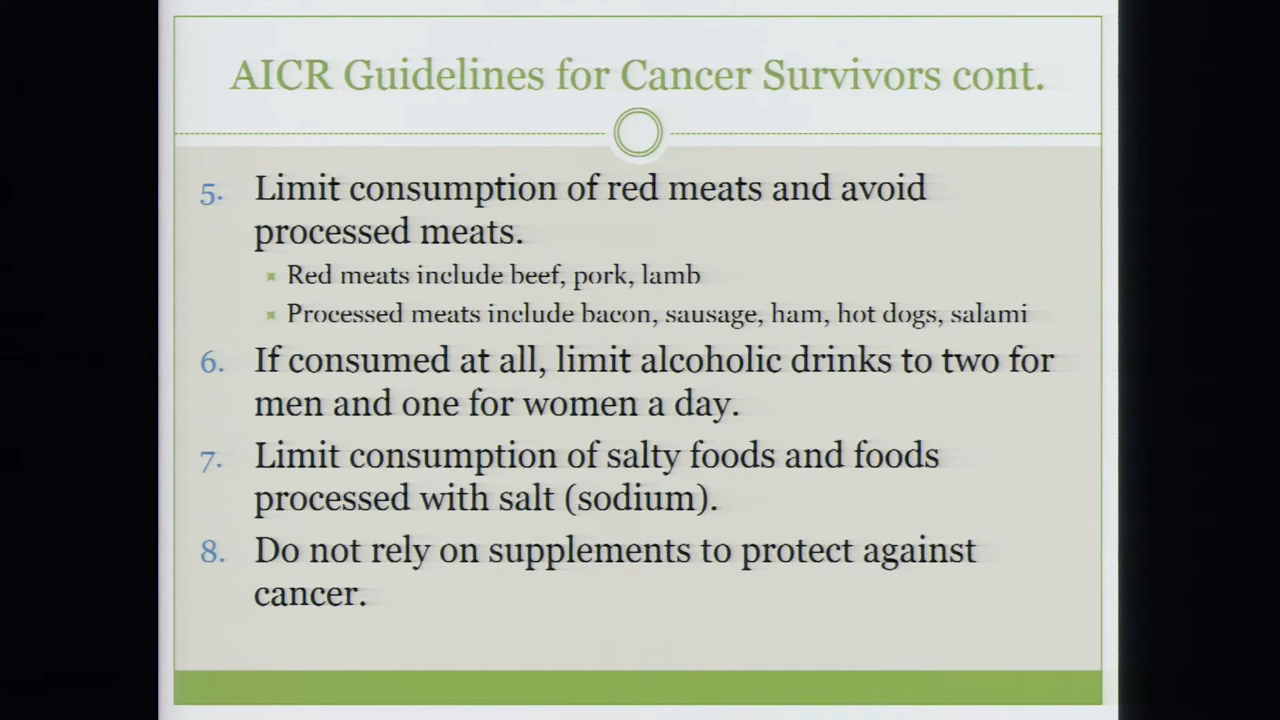 AICR Guidelines for Cancer Survivors cont.
5. Limit consumption of red meats and avoid
processed meats.
Red meats include beef, pork, lamb
Processed meats include bacon, sausage, ham, hot dogs, salami
6. If consumed at all, limit alcoholic drinks to two for
men and one for women a day.
7. Limit consumption of salty foods and foods
processed with salt (sodium).
8. Do not rely on supplements to protect against
cancer.